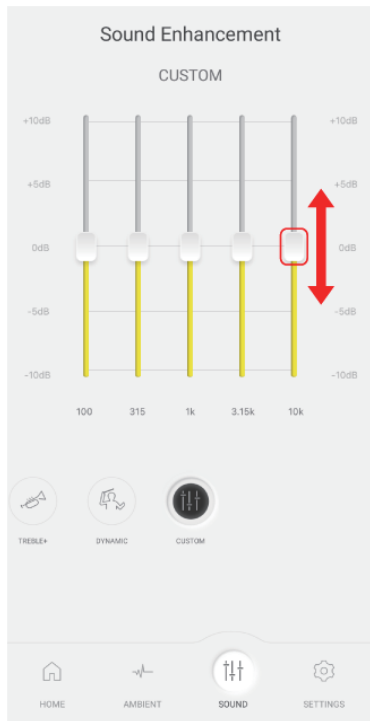 Sound Enhancement
CUSTOM
+10dB +10dB
+5dB +5dB
0dB 0dB
-5dB -5dB
-10dB -10dB
100 315 1k 3.15k 10k
TREBLE+ DYNAMIC CUSTOM
HOME AMBIENT SOUND SETTINGS